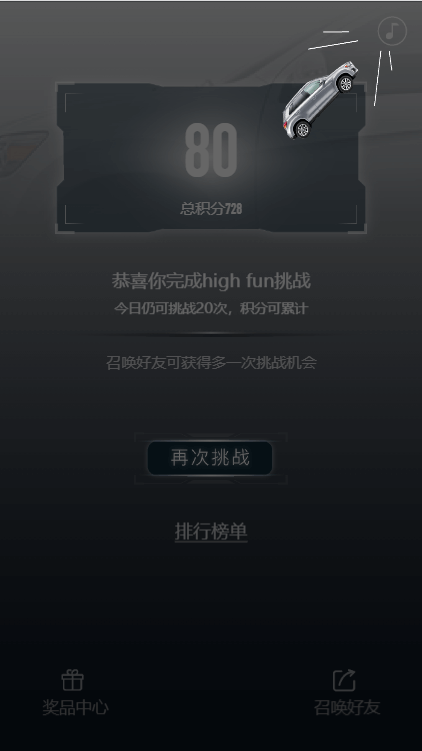 80
总积分728
恭喜你完成high fun挑战
今日仍可挑战20次，积分可累计
召唤好友可获得多一次挑战机会
再次挑战
排行榜单
奖品中心
召唤好友